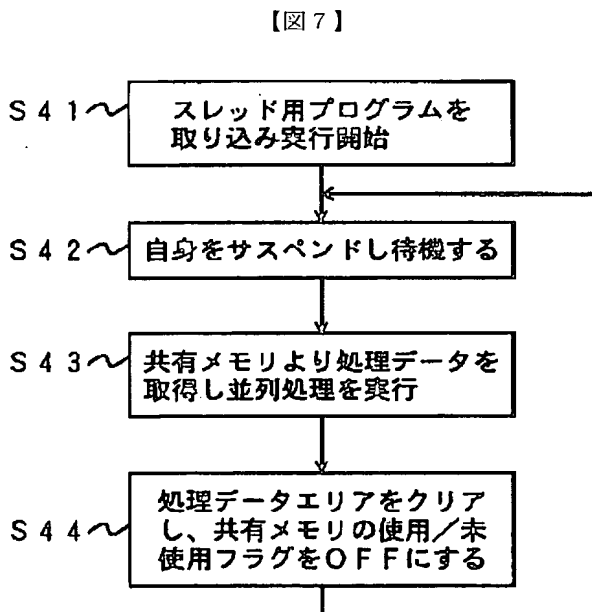 【図７】
Ｓ４１ スレッド用プログラムを
取り込み実行開始
Ｓ４２ 自身をサスペンドし待機する
Ｓ４３ 共有メモリより処理データを
取得し並列処理を実行
処理データエリアをクリア
Ｓ４４ し、共有メモリの使用／未
使用フラグをＯＦＦにする